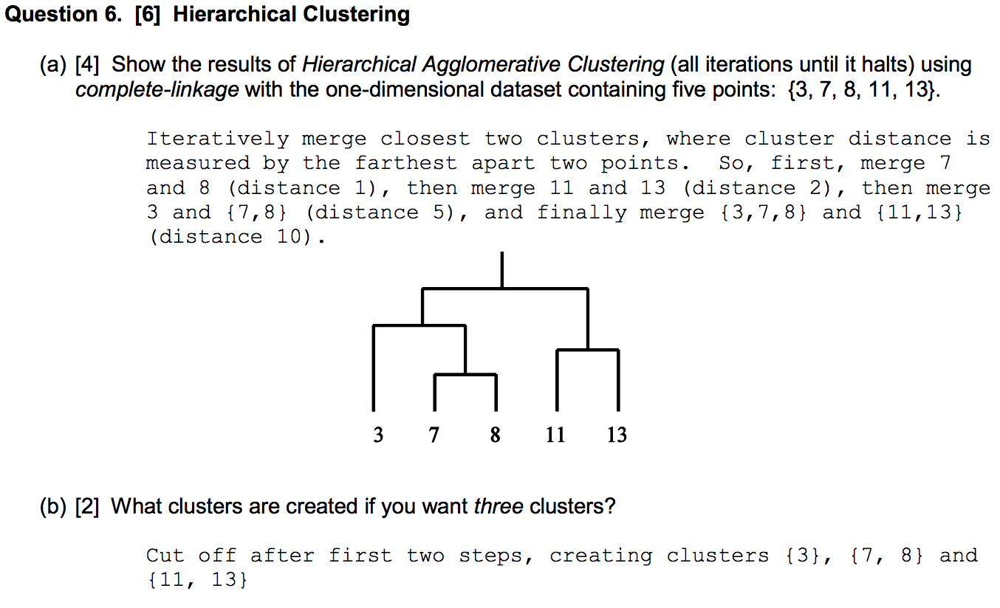 Question 6. [6] Hierarchical Clustering
(a) [4] Show the results of Hierarchical Agglomerative Clustering (all iterations until it halts) using
complete-linkage with the one-dimensional dataset containing five points: {3, 7, 8, 11, 13}.
Iteratively merge closest two clusters, where cluster distance is
measured by the farthest apart two points. So, first, merge 7
and 8 (distance 1), then merge 11 and 13 (distance 2), then merge
3 and {7,8} (distance 5), and finally merge {3,7,8} and {11,13}
(distance 10).
3 7 8 11 13
(b) [2] What clusters are created if you want three clusters?
Cut off after first two steps, creating clusters {3}, {7, 8} and
{11, 13}